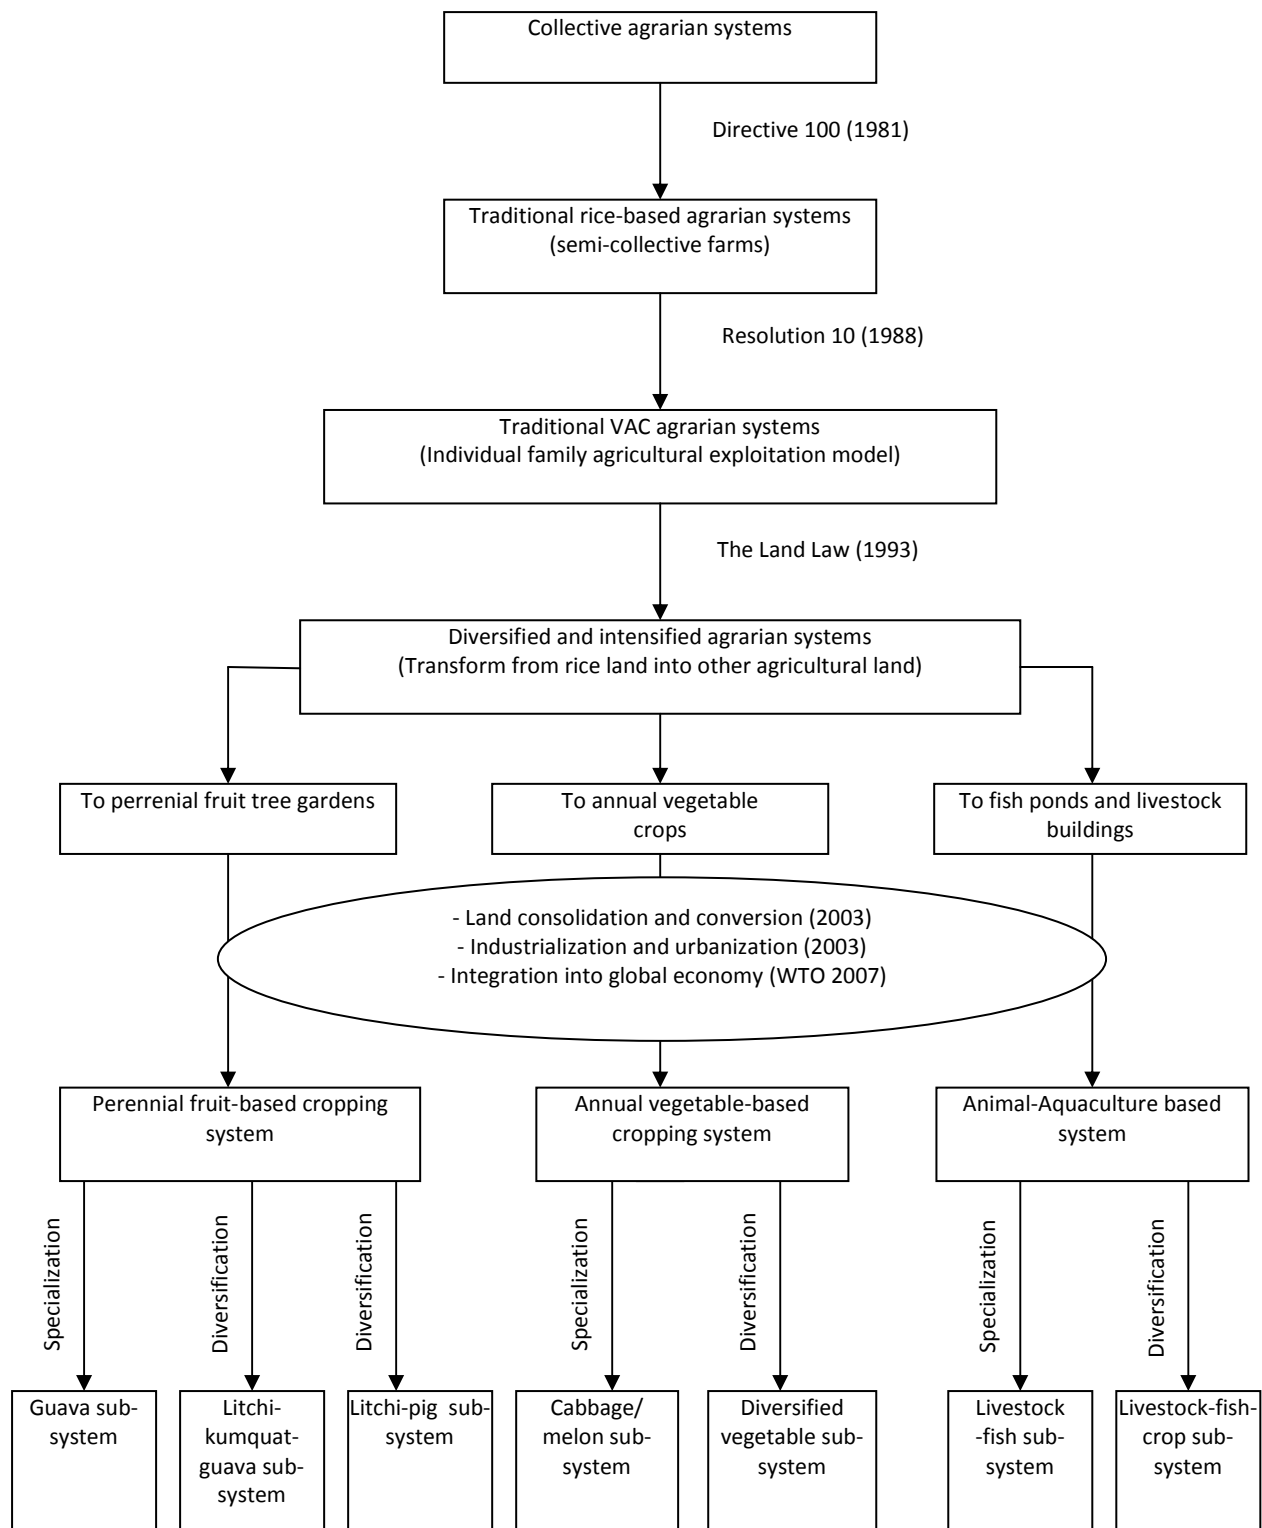 Collective agrarian systems
Directive 100 (1981)
Traditional rice-based agrarian systems
(semi-collective farms)
Resolution 10 (1988)
Traditional VAC agrarian systems
(Individual family agricultural exploitation model)
The Land Law (1993)
Diversified and intensified agrarian systems
(Transform from rice land into other agricultural land)
To perrenial fruit tree gardens
To annual vegetable
crops
To fish ponds and livestock
buildings
- Land consolidation and conversion (2003)
- Industrialization and urbanization (2003)
- Integration into global economy (WTO 2007)
Perennial fruit-based cropping
system
Annual vegetable-based
cropping system
Animal-Aquaculture based
system
Specialization
Diversification
Diversification
Specialization
Diversification
Specialization
Diversification
Guava sub-
system
Litchi-
kumquat-
guava sub-
system
Litchi-pig sub-
system
Cabbage/
melon sub-
system
Diversified
vegetable sub-
system
Livestock
-fish sub-
system
Livestock-fish-
crop sub-
system